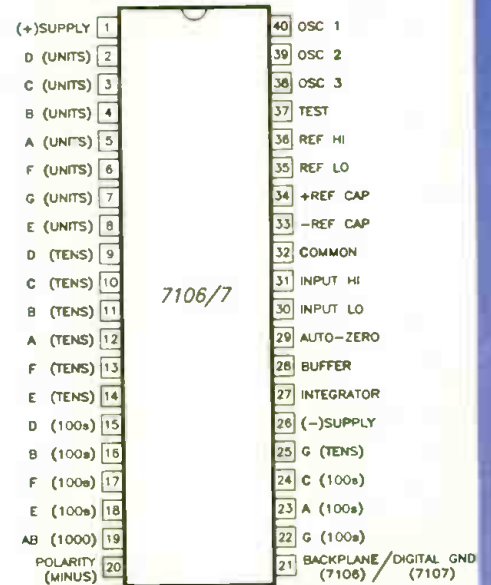 (+)SUPPLY 1
D (UNITS) 2
C (UNITS) 3
B (UNITS) 4
A (UNITS) 5
F (UNITS) 6
G (UNITS) 7
E (UNITS) 8
D (TENS) 9
C (TENS) 10
B (TENS) 11
A (TENS) 12
F (TENS) 13
E (TENS) 14
D (100s) 15
B (100s) 16
F (100s) 17
E (100s) 18
AB (1000) 19
POLARITY
(MINUS) 20
7106/7
40 OSC 1
39 OSC 2
38 OSC 3
37 TEST
36 REF HI
35 REF LO
34 +REF CAP
33 -REF CAP
32 COMMON
31 INPUT HI
30 INPUT LO
29 AUTO-ZERO
28 BUFFER
27 INTEGRATOR
26 (-)SUPPLY
25 G (TENS)
24 C (100s)
23 A (100s)
22 G (100s)
21 BACKPLANE / DIGITAL GND
(7106) (7107)